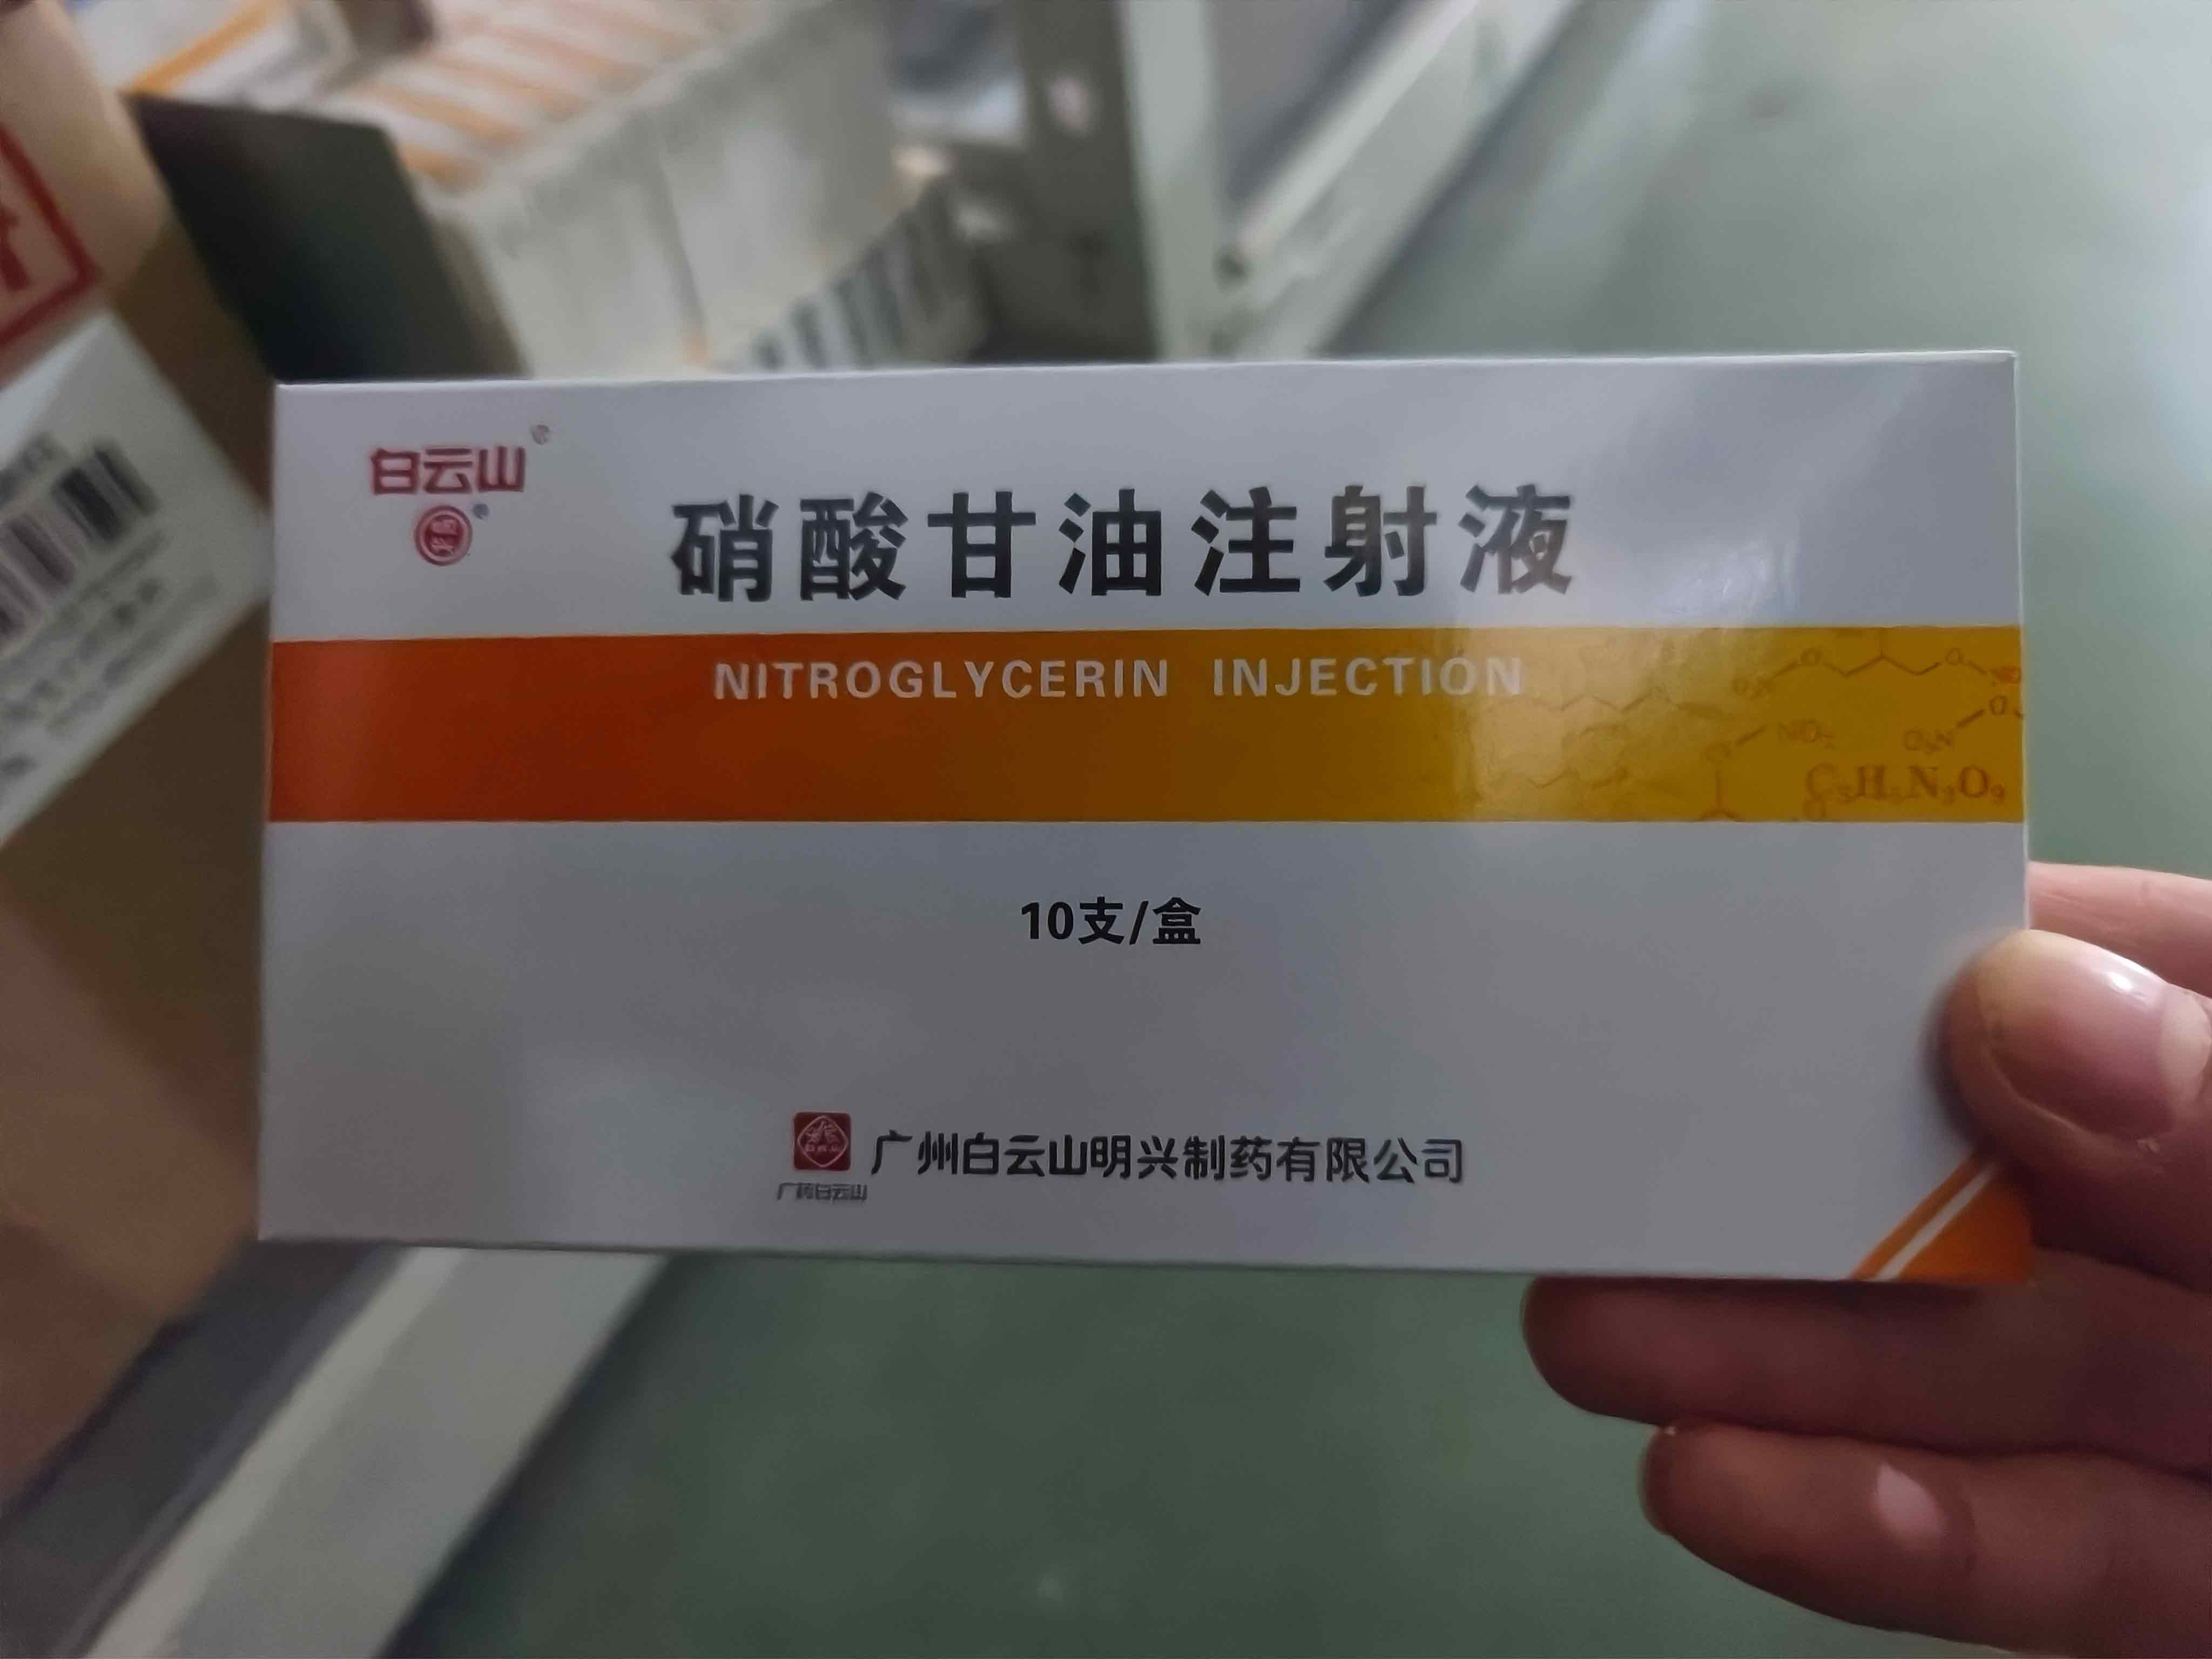 白云山®
硝酸甘油注射液
NITROGLYCERIN INJECTION
C₃H₅N₃O₉
10支/盒
广州白云山明兴制药有限公司
广药白云山